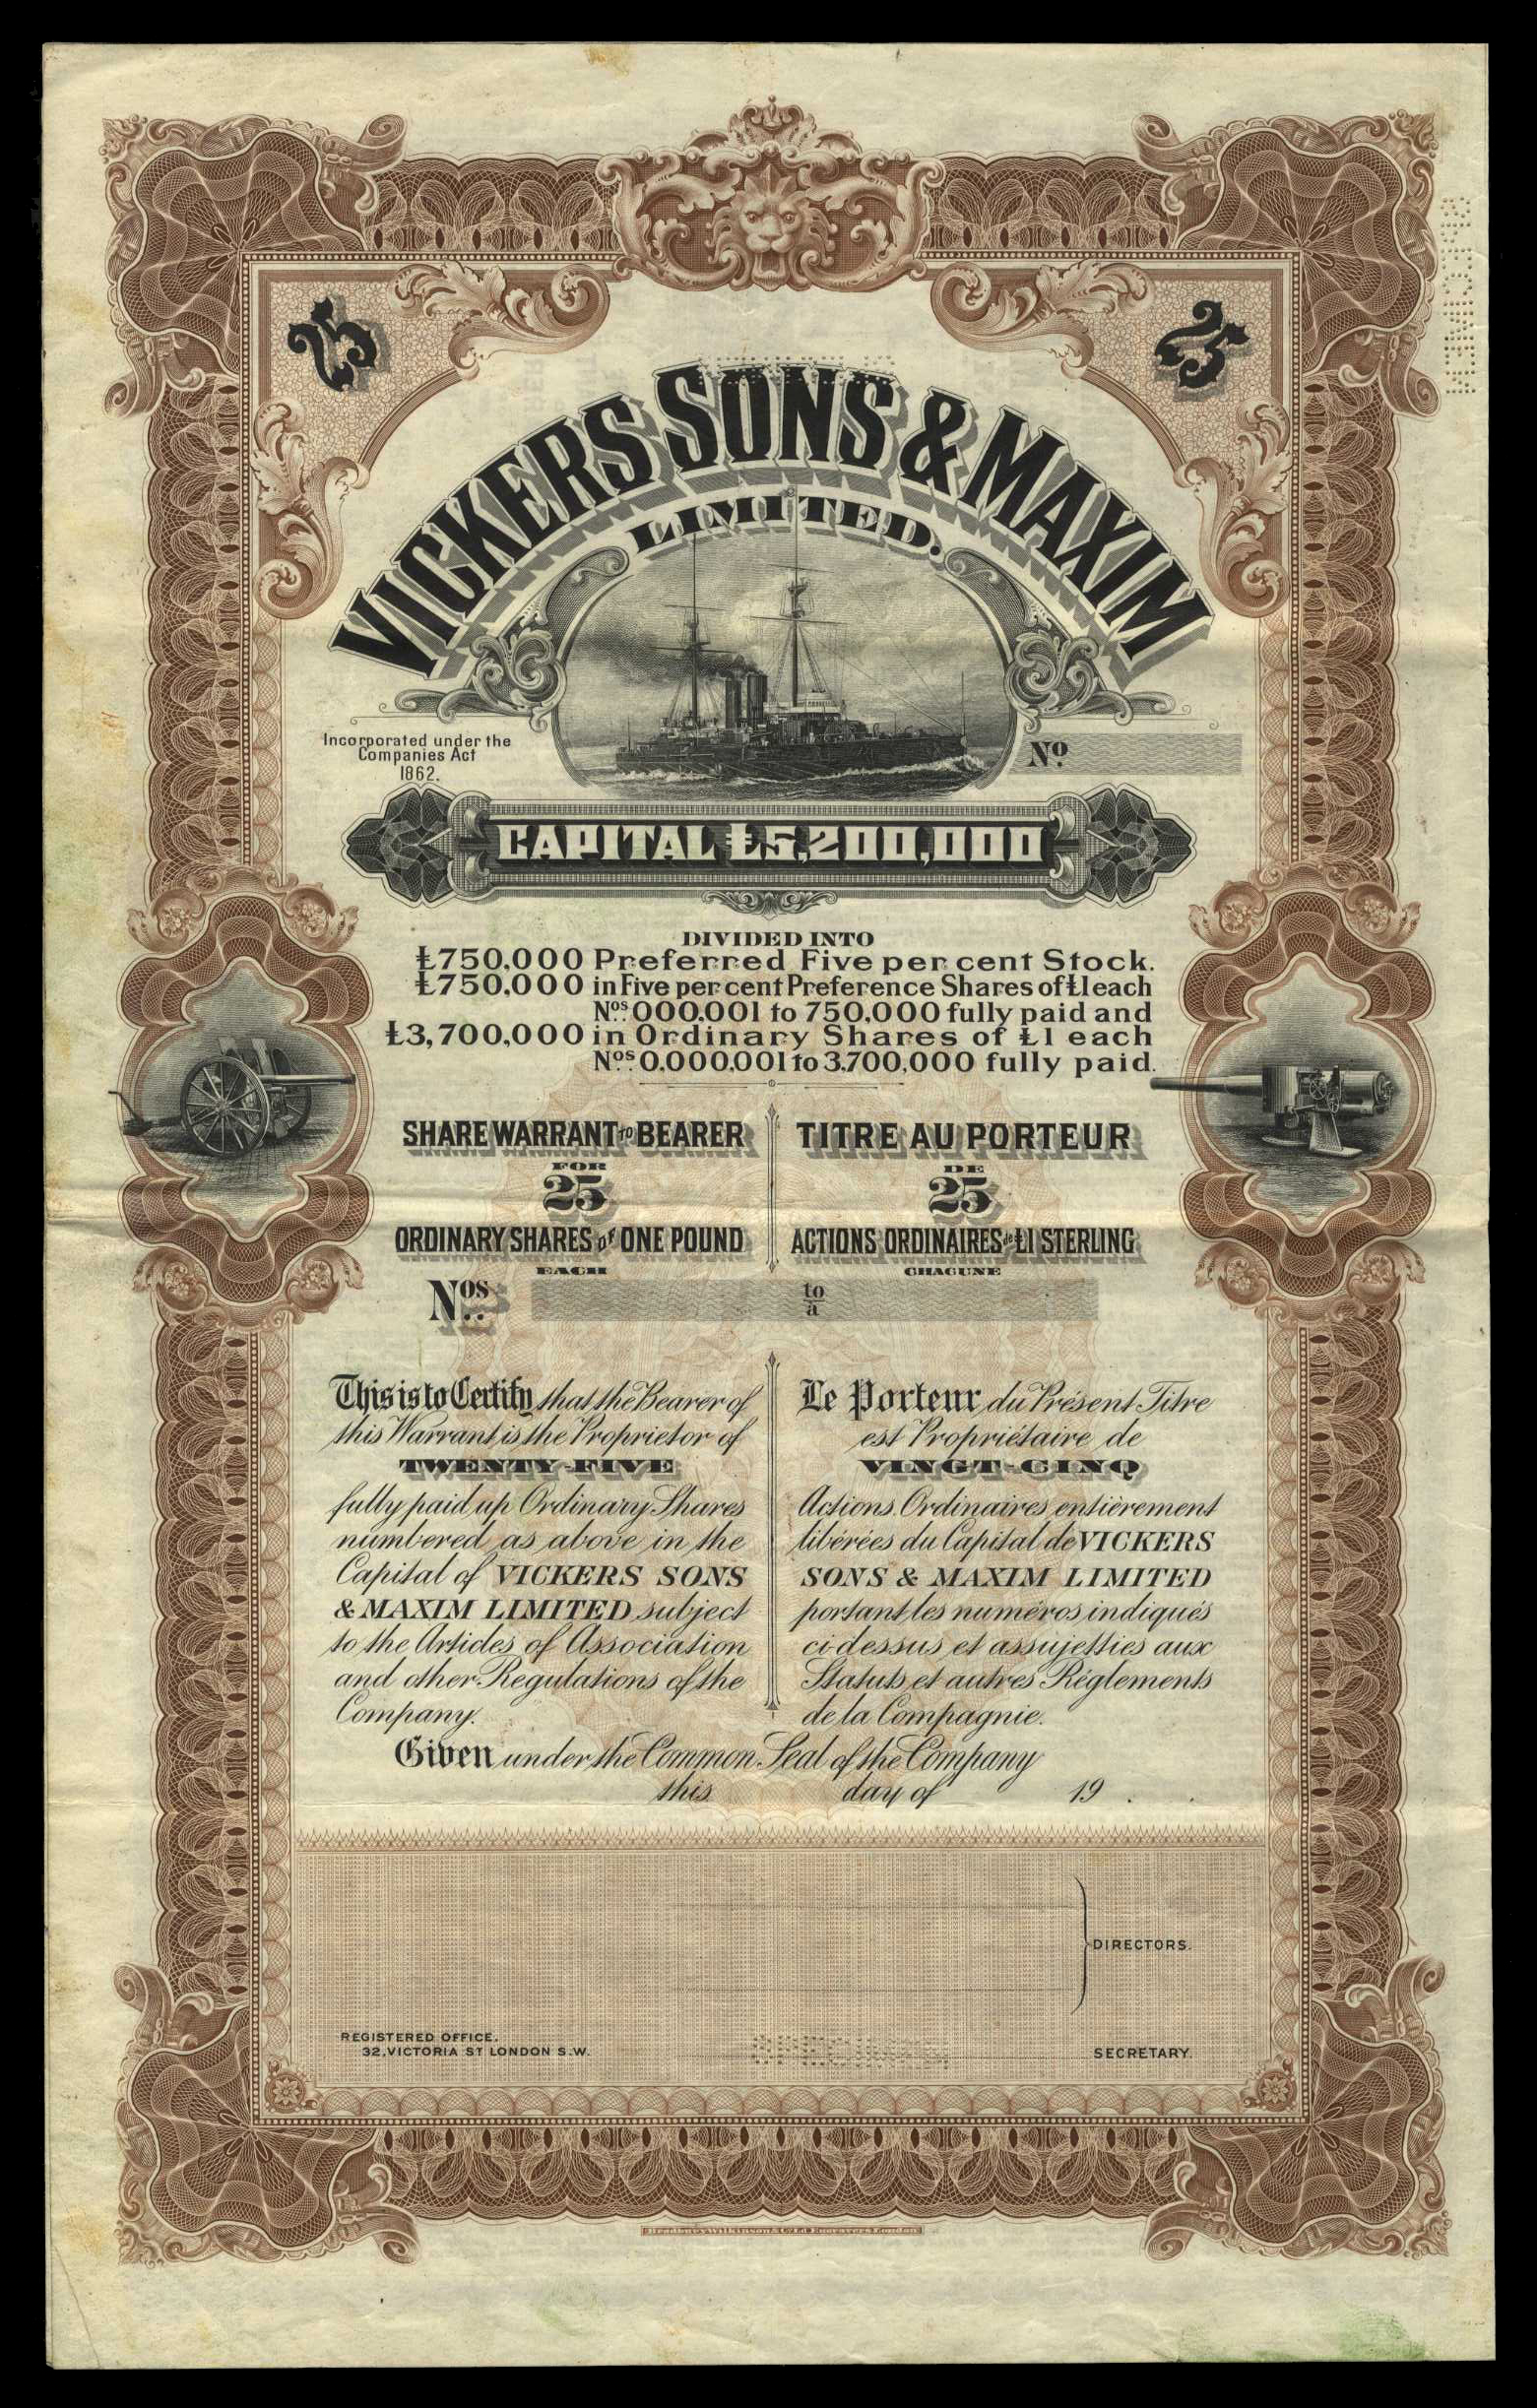 25
25
SPECIMEN
VICKERS SONS & MAXIM
LIMITED.
Incorporated under the
Companies Act
1862.
No.
CAPITAL £5,200,000
DIVIDED INTO
£750,000 Preferred Five per cent Stock.
£750,000 in Five per cent Preference Shares of £1 each
Nos. 000,001 to 750,000 fully paid and
£3,700,000 in Ordinary Shares of £1 each
Nos. 0,000,001 to 3,700,000 fully paid.
SHARE WARRANT to BEARER
FOR
25
ORDINARY SHARES of ONE POUND
EACH
TITRE AU PORTEUR
DE
25
ACTIONS ORDINAIRES de £1 STERLING
CHACUNE
Nos. to
a
This is to Certify that the Bearer of
this Warrant is the Proprietor of
TWENTY-FIVE
fully paid up Ordinary Shares
numbered as above in the
Capital of VICKERS SONS
& MAXIM LIMITED subject
to the Articles of Association
and other Regulations of the
Company.
Le Porteur du Présent Titre
est Propriétaire de
VINGT-CINQ
Actions Ordinaires entièrement
libérées du Capital de VICKERS
SONS & MAXIM LIMITED
portant les numéros indiqués
ci-dessus et assujetties aux
Statuts et autres Réglements
de la Compagnie.
Given under the Common Seal of the Company
this day of 19 .
DIRECTORS.
REGISTERED OFFICE.
32, VICTORIA ST LONDON S.W.
SPECIMEN
SECRETARY.
Bradbury Wilkinson & Co. Ld Engravers London